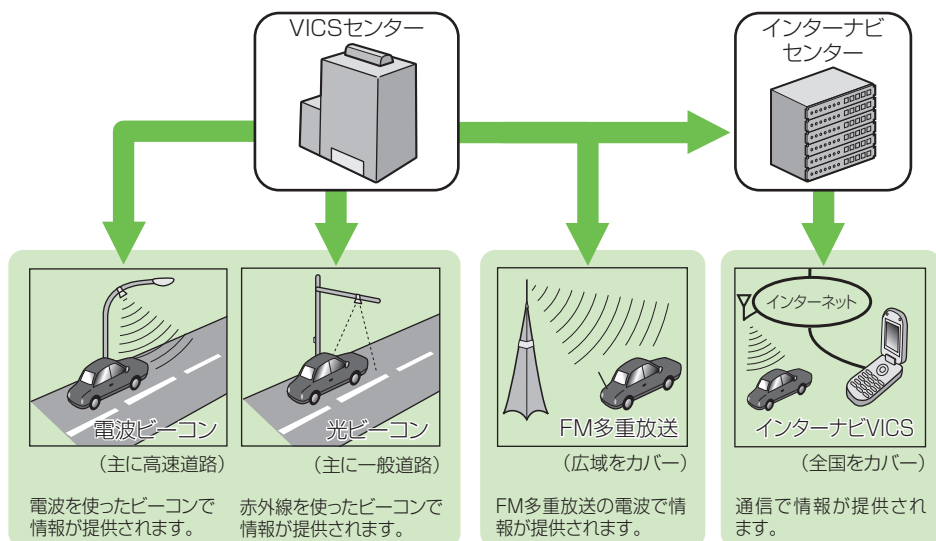 VICSセンター
インターナビ
センター
電波ビーコン
(主に高速道路)
電波を使ったビーコンで
情報が提供されます。
光ビーコン
(主に一般道路)
赤外線を使ったビーコンで
情報が提供されます。
FM多重放送
(広域をカバー)
FM多重放送の電波で情
報が提供されます。
インターネット
インターナビVICS
(全国をカバー)
通信で情報が提供され
ます。